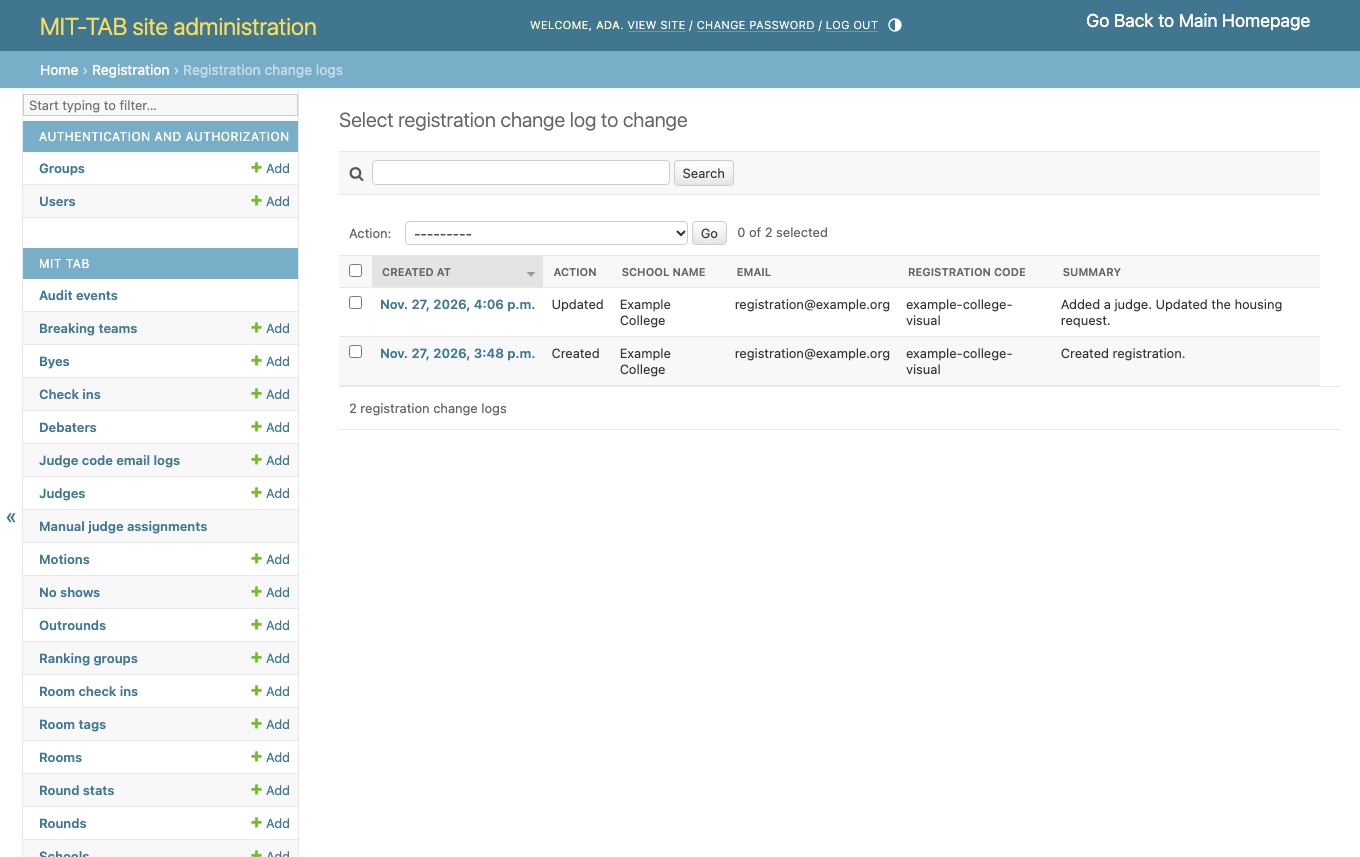 MIT-TAB site administration
WELCOME, ADA. VIEW SITE / CHANGE PASSWORD / LOG OUT
Go Back to Main Homepage
Home › Registration › Registration change logs
Start typing to filter...
AUTHENTICATION AND AUTHORIZATION
Groups Add
Users Add
MIT TAB
Audit events
Breaking teams Add
Byes Add
Check ins Add
Debaters Add
Judge code email logs Add
Judges Add
Manual judge assignments
Motions Add
No shows Add
Outrounds Add
Ranking groups Add
Room check ins Add
Room tags Add
Rooms Add
Round stats Add
Rounds Add
Schools Add
«
Select registration change log to change
Search
Action: --------- Go 0 of 2 selected
CREATED AT ACTION SCHOOL NAME EMAIL REGISTRATION CODE SUMMARY
Nov. 27, 2026, 4:06 p.m. Updated Example College registration@example.org example-college-visual Added a judge. Updated the housing request.
Nov. 27, 2026, 3:48 p.m. Created Example College registration@example.org example-college-visual Created registration.
2 registration change logs